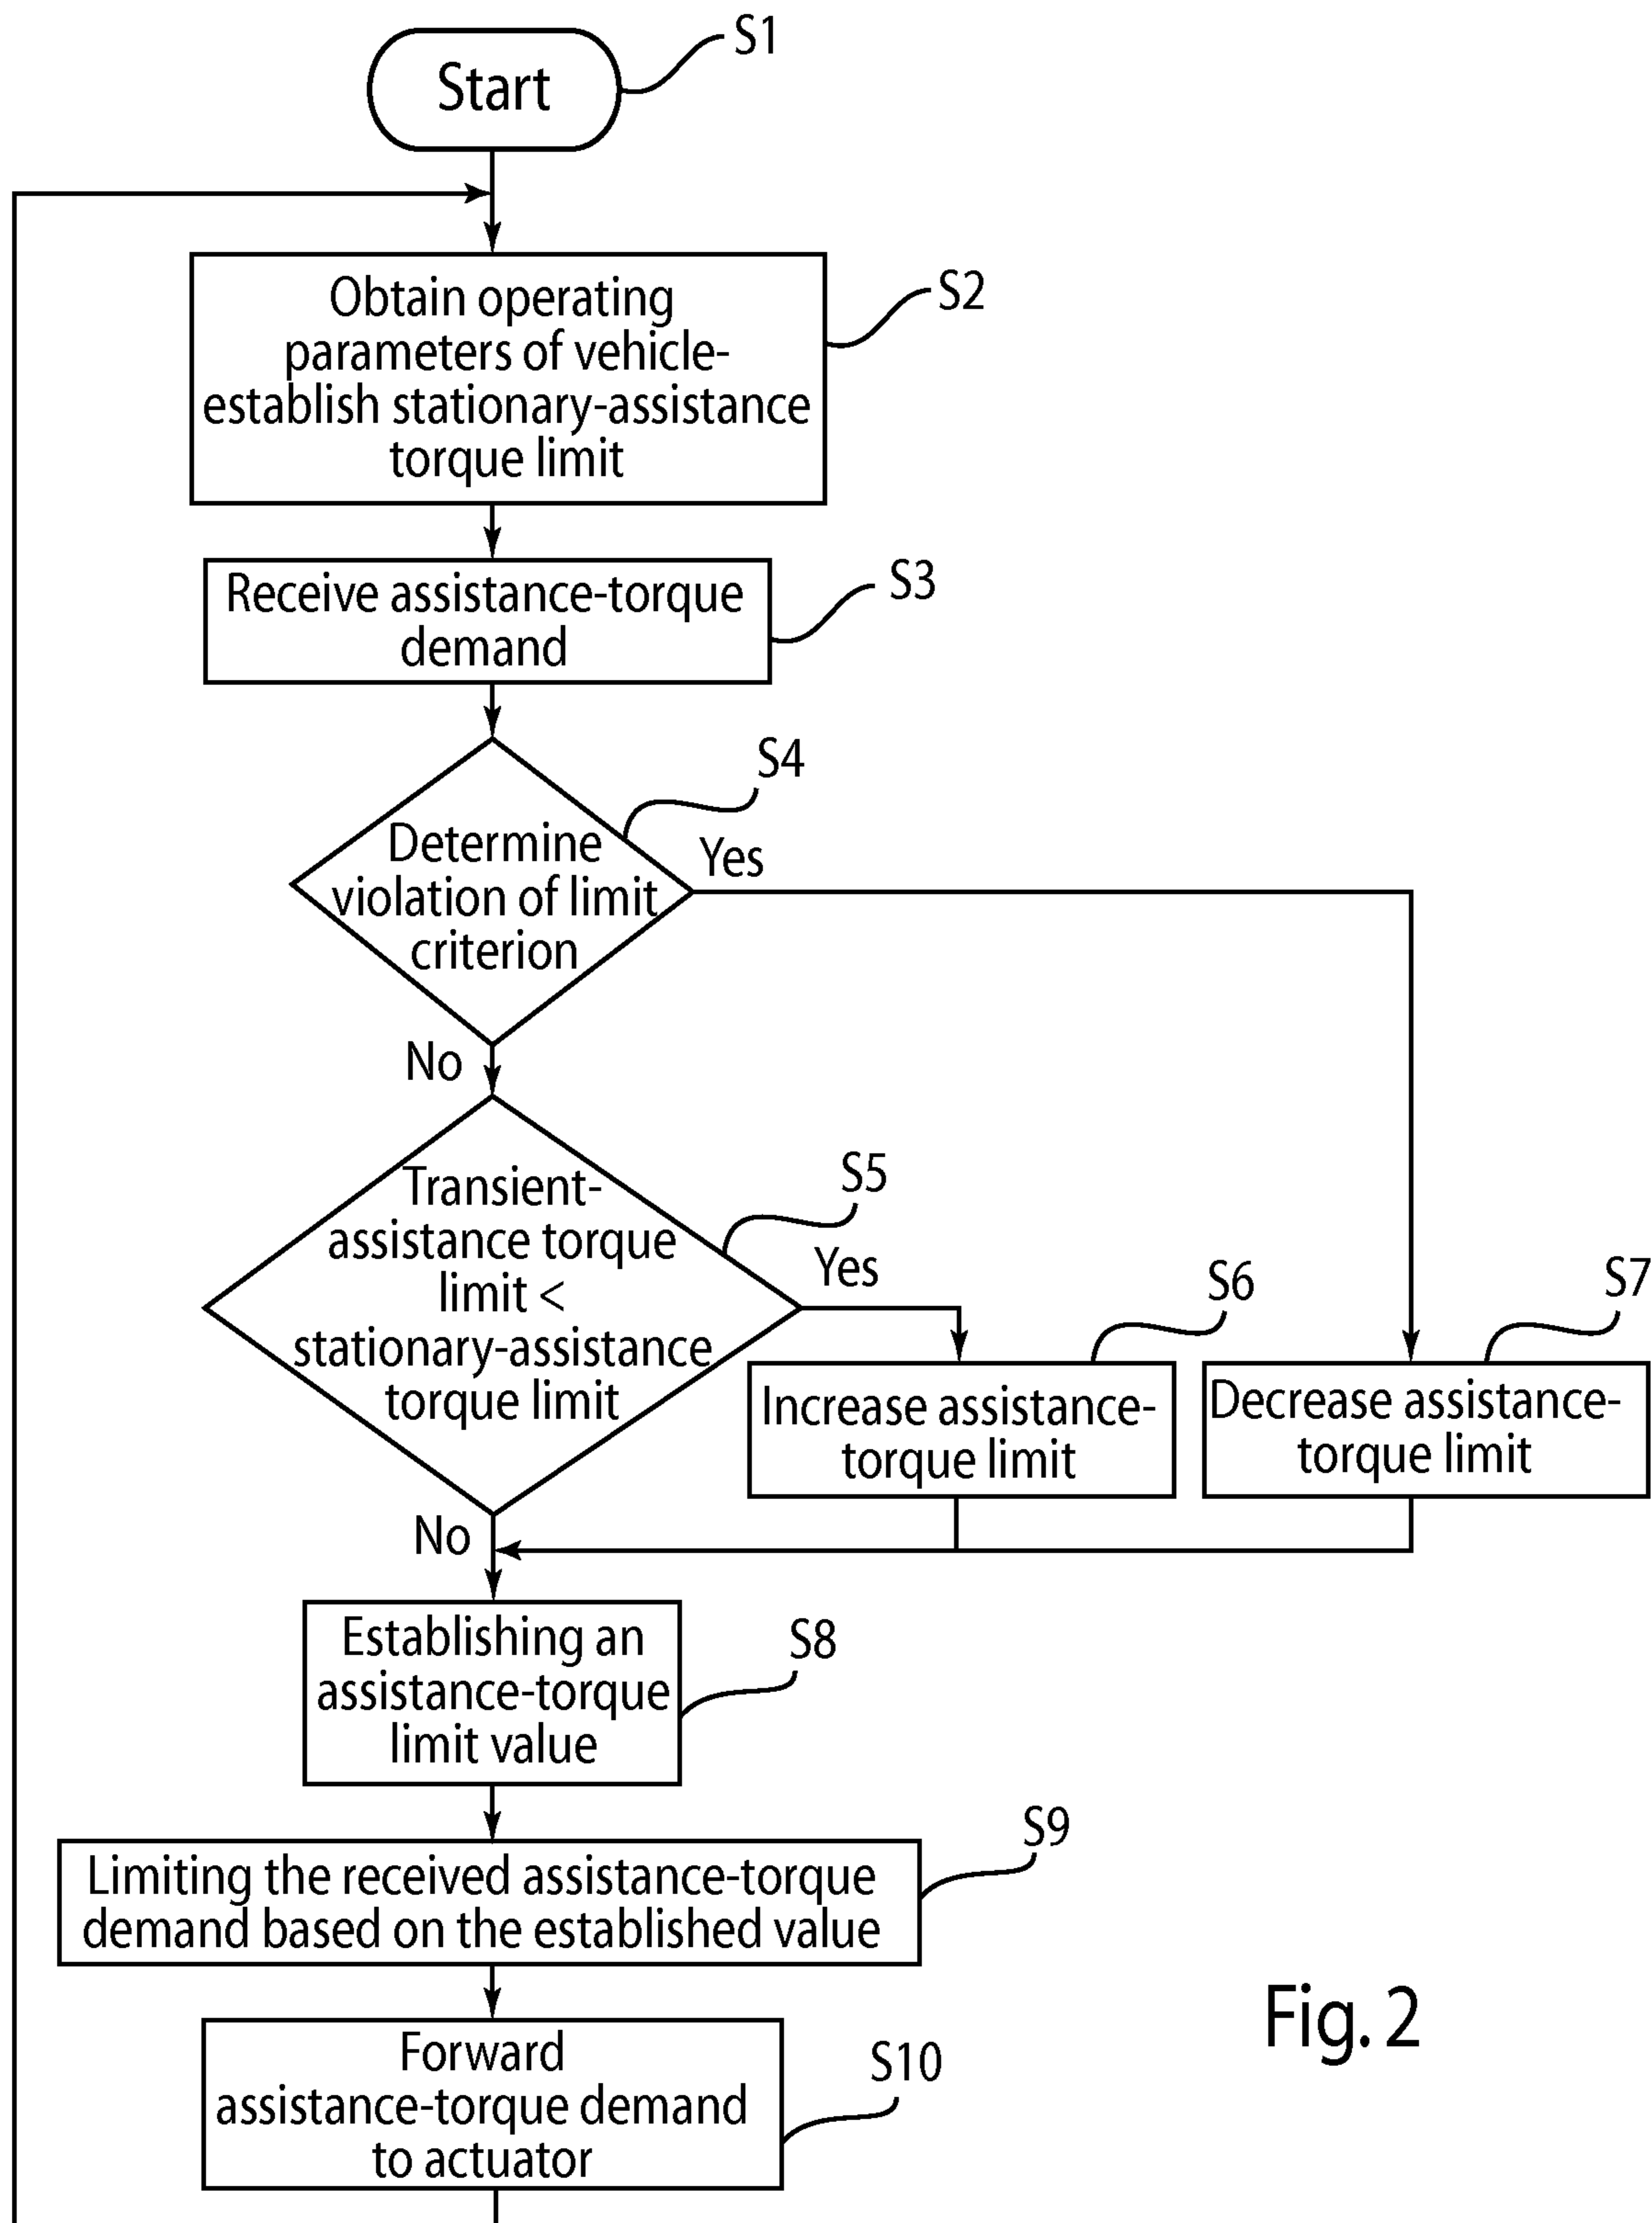 Start
S1
Obtain operating
parameters of vehicle-
establish stationary-assistance
torque limit
S2
Receive assistance-torque
demand
S3
Determine
violation of limit
criterion
S4
Yes
No
Transient-
assistance torque
limit <
stationary-assistance
torque limit
S5
Yes
No
Increase assistance-
torque limit
S6
Decrease assistance-
torque limit
S7
Establishing an
assistance-torque
limit value
S8
Limiting the received assistance-torque
demand based on the established value
S9
Forward
assistance-torque demand
to actuator
S10
Fig. 2